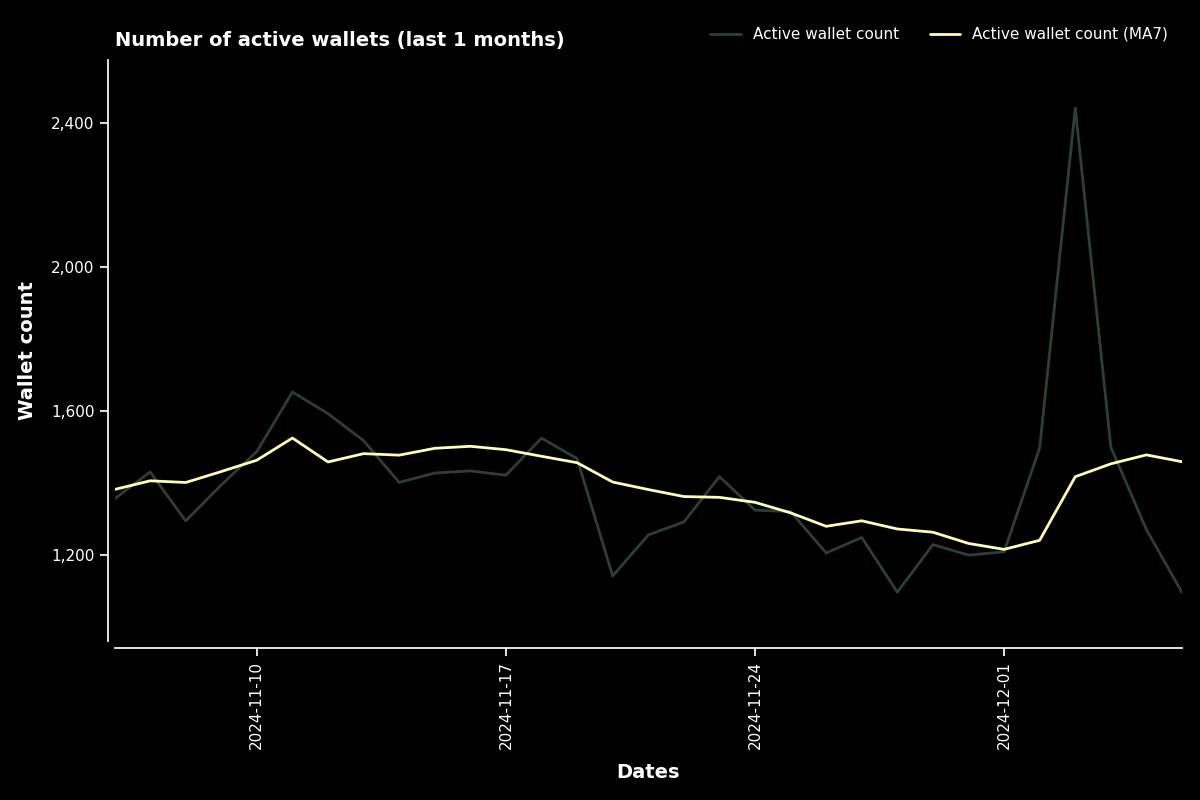 Number of active wallets (last 1 months)
Active wallet count
Active wallet count (MA7)
2,400
2,000
1,600
1,200
Wallet count
2024-11-10
2024-11-17
2024-11-24
2024-12-01
Dates